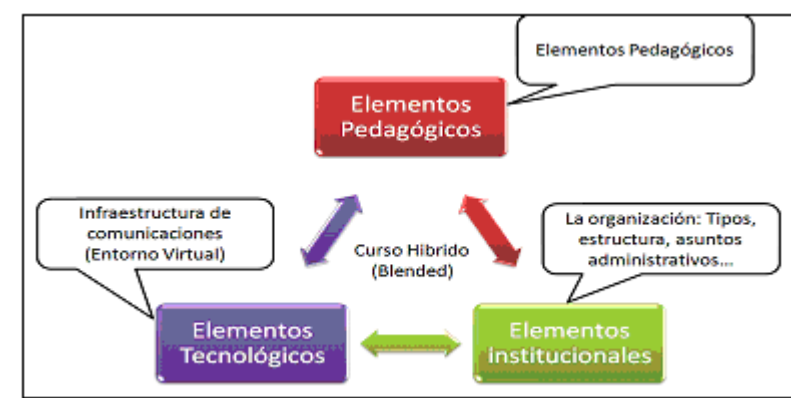 Elementos Pedagógicos
Elementos
Pedagógicos
Infraestructura de
comunicaciones
(Entorno Virtual)
Curso Hibrido
(Blended)
La organización: Tipos,
estructura, asuntos
administrativos...
Elementos
Tecnológicos
Elementos
Institucionales